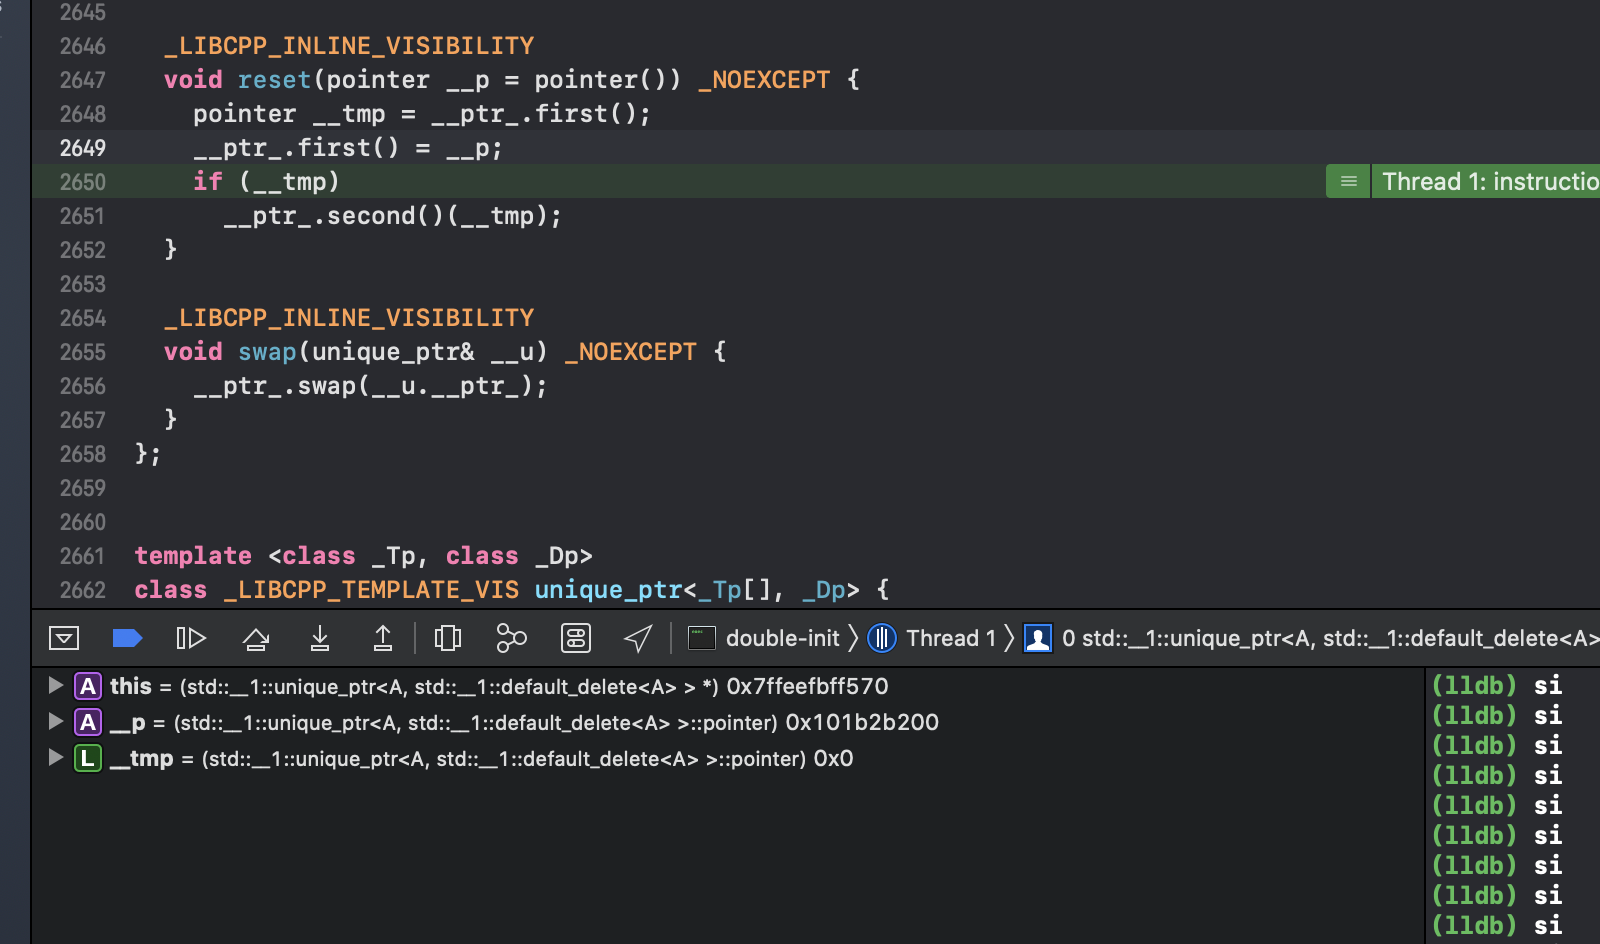 2645
2646 _LIBCPP_INLINE_VISIBILITY
2647 void reset(pointer __p = pointer()) _NOEXCEPT {
2648 pointer __tmp = __ptr_.first();
2649 __ptr_.first() = __p;
2650 if (__tmp) Thread 1: instructio
2651 __ptr_.second()(__tmp);
2652 }
2653
2654 _LIBCPP_INLINE_VISIBILITY
2655 void swap(unique_ptr& __u) _NOEXCEPT {
2656 __ptr_.swap(__u.__ptr_);
2657 }
2658 };
2659
2660
2661 template <class _Tp, class _Dp>
2662 class _LIBCPP_TEMPLATE_VIS unique_ptr<_Tp[], _Dp> {
double-init Thread 1 0 std::__1::unique_ptr<A, std::__1::default_delete<A>
A this = (std::__1::unique_ptr<A, std::__1::default_delete<A> > *) 0x7ffeefbff570
A __p = (std::__1::unique_ptr<A, std::__1::default_delete<A> >::pointer) 0x101b2b200
L __tmp = (std::__1::unique_ptr<A, std::__1::default_delete<A> >::pointer) 0x0
(lldb) si
(lldb) si
(lldb) si
(lldb) si
(lldb) si
(lldb) si
(lldb) si
(lldb) si
(lldb) si